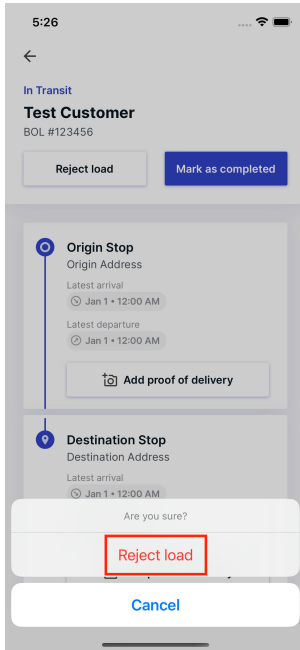 5:26
In Transit
Test Customer
BOL #123456
Reject load
Mark as completed
Origin Stop
Origin Address
Latest arrival
Jan 1 • 12:00 AM
Latest departure
Jan 1 • 12:00 AM
Add proof of delivery
Destination Stop
Destination Address
Latest arrival
Jan 1 • 12:00 AM
Are you sure?
Reject load
Cancel